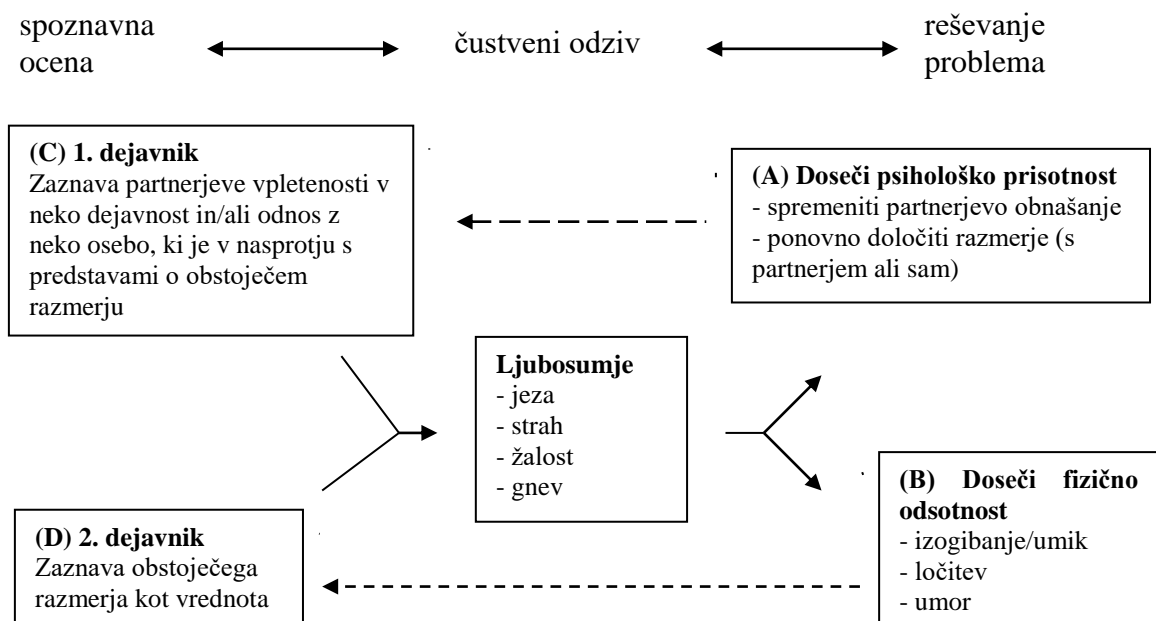 spoznavna
ocena
čustveni odziv
reševanje
problema
(C) 1. dejavnik
Zaznava partnerjeve vpletenosti v
neko dejavnost in/ali odnos z
neko osebo, ki je v nasprotju s
predstavami o obstoječem
razmerju
(A) Doseči psihološko prisotnost
- spremeniti partnerjevo obnašanje
- ponovno določiti razmerje (s
partnerjem ali sam)
Ljubosumje
- jeza
- strah
- žalost
- gnev
(D) 2. dejavnik
Zaznava obstoječega
razmerja kot vrednota
(B) Doseči fizično
odsotnost
- izogibanje/umik
- ločitev
- umor